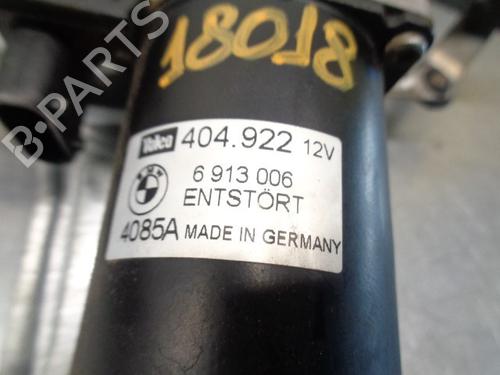 18018
Valeo 404.922 12V
6 913 006
ENTSTÖRT
4085A MADE IN GERMANY
B-PARTS